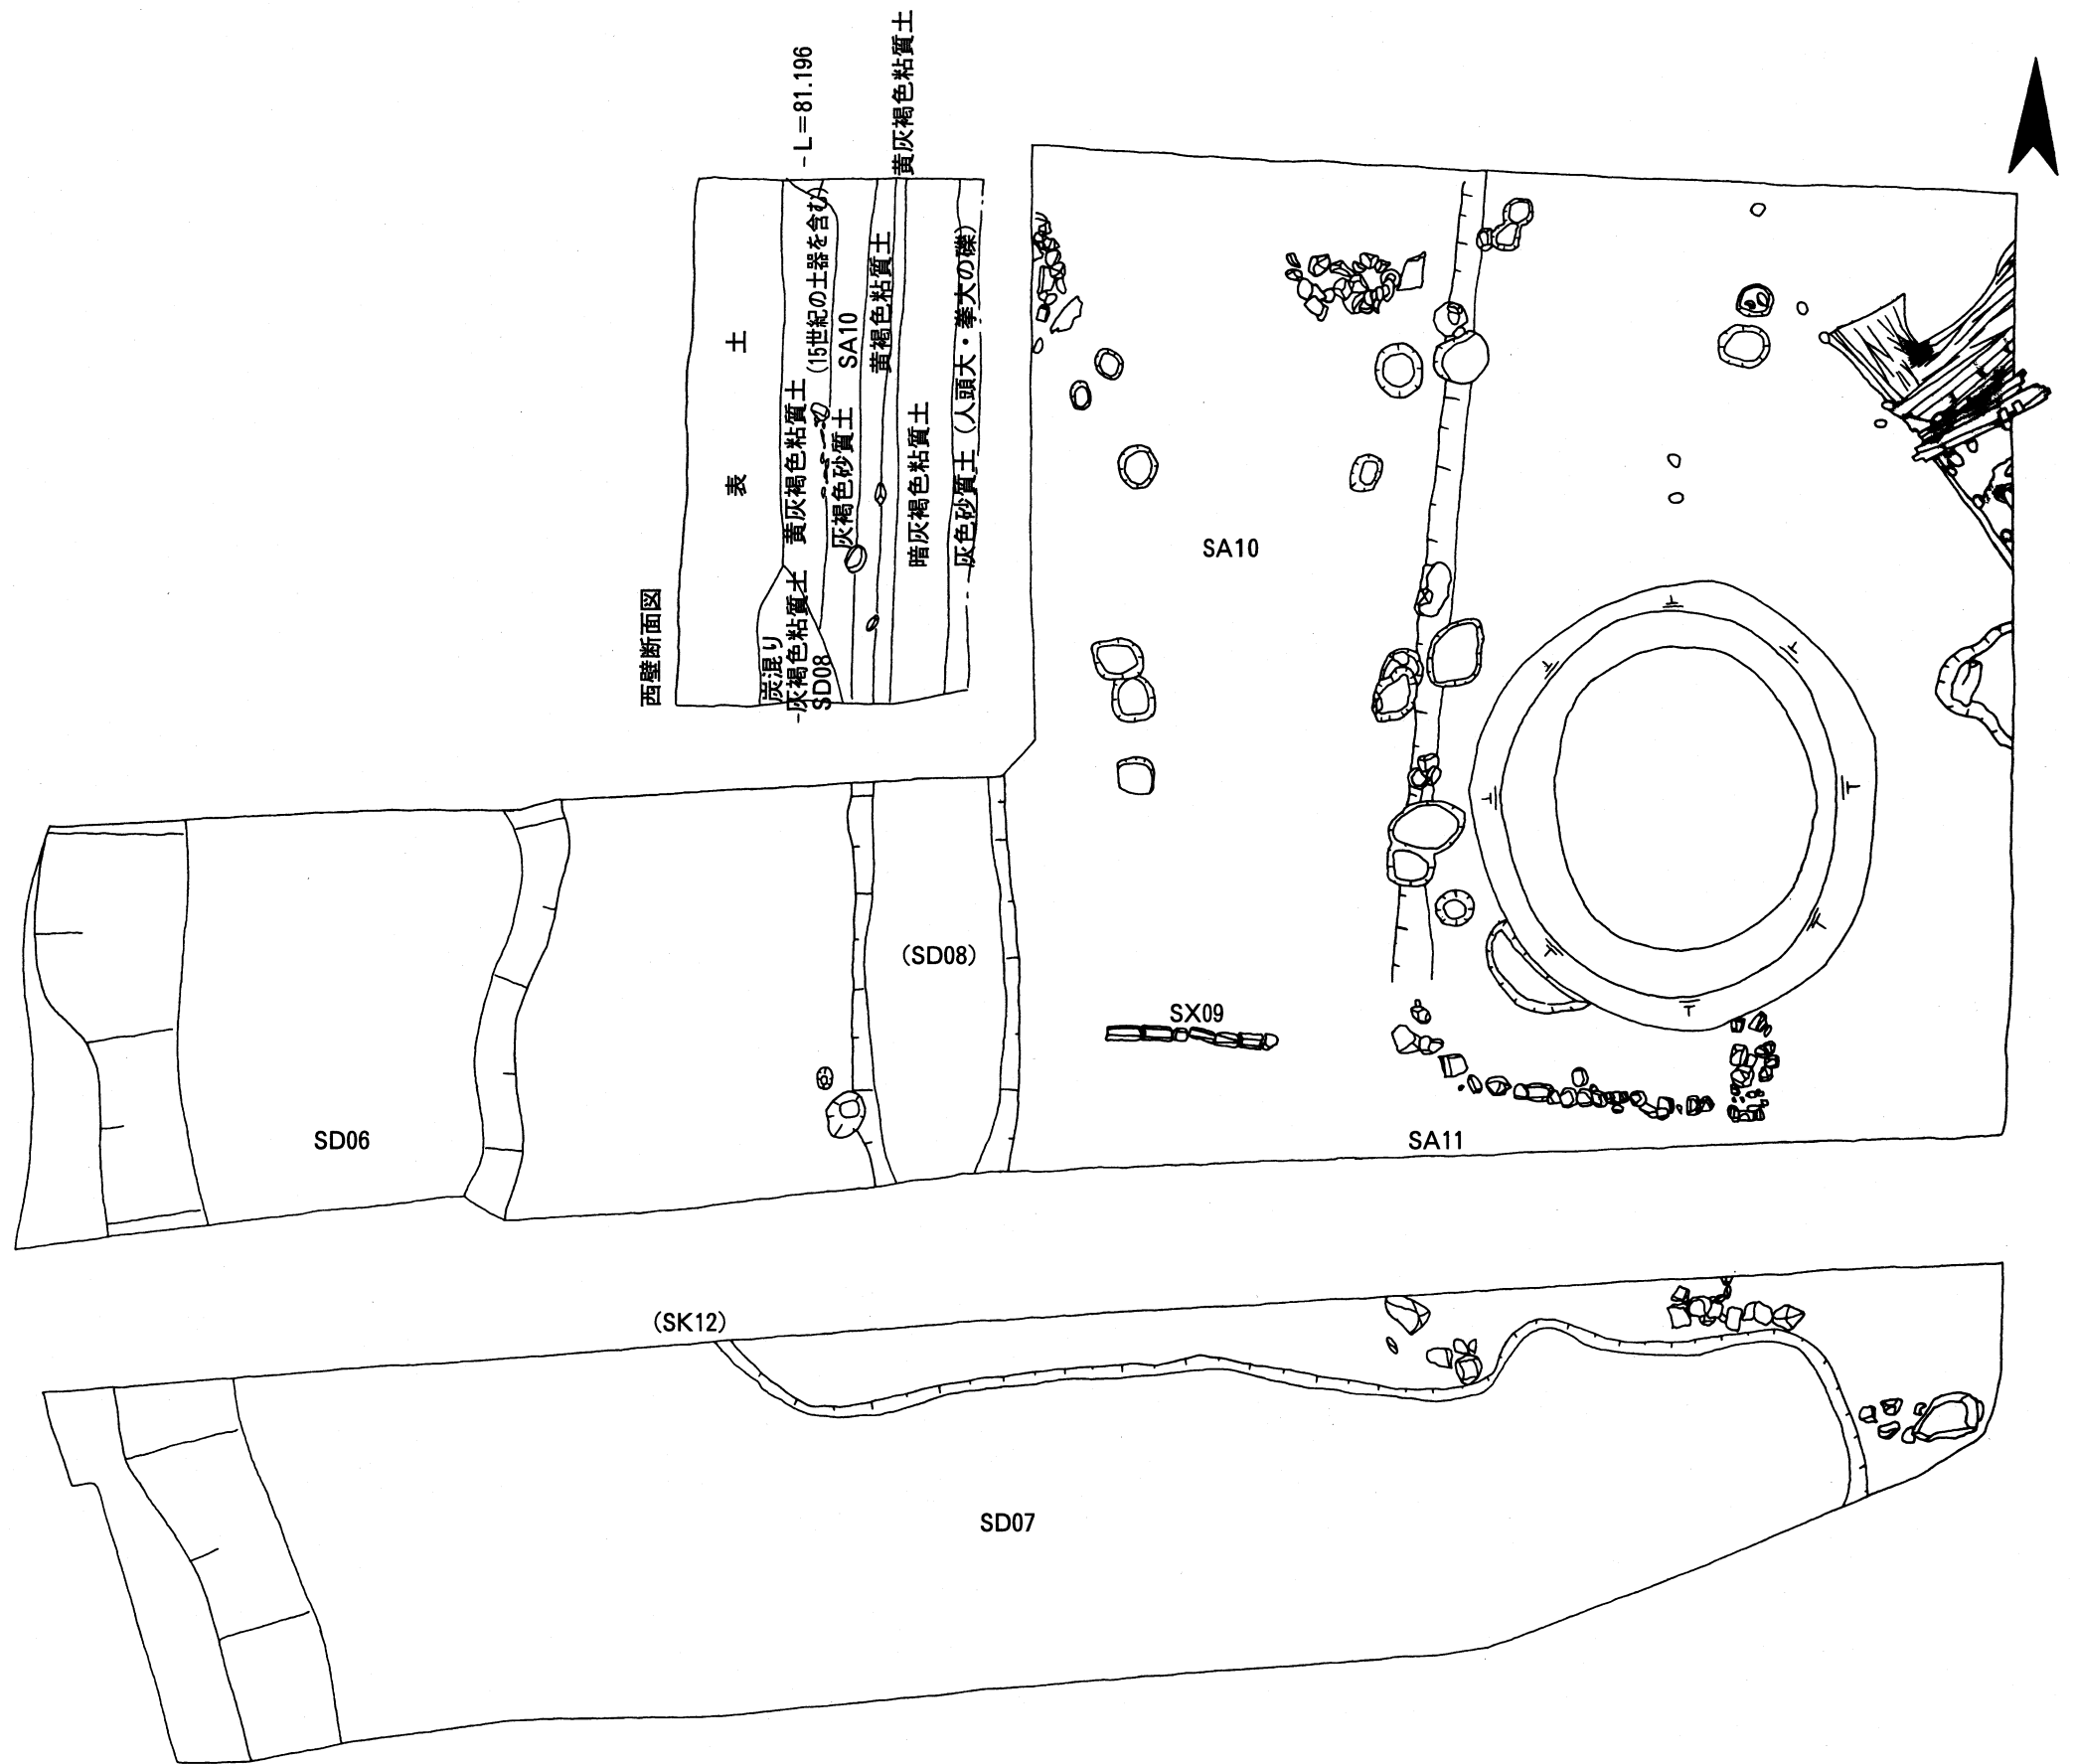 西壁断面図
表土
炭混り
灰褐色粘質土
SD08
黄灰褐色粘質土
(15世紀の土器を含む)
L=81.196
灰褐色砂質土
SA10
黄褐色粘質土
黄灰褐色粘質土
暗灰褐色粘質土
灰色砂質土(人頭大・拳大の礫)
SA10
(SD08)
SX09
SD06
SA11
(SK12)
SD07